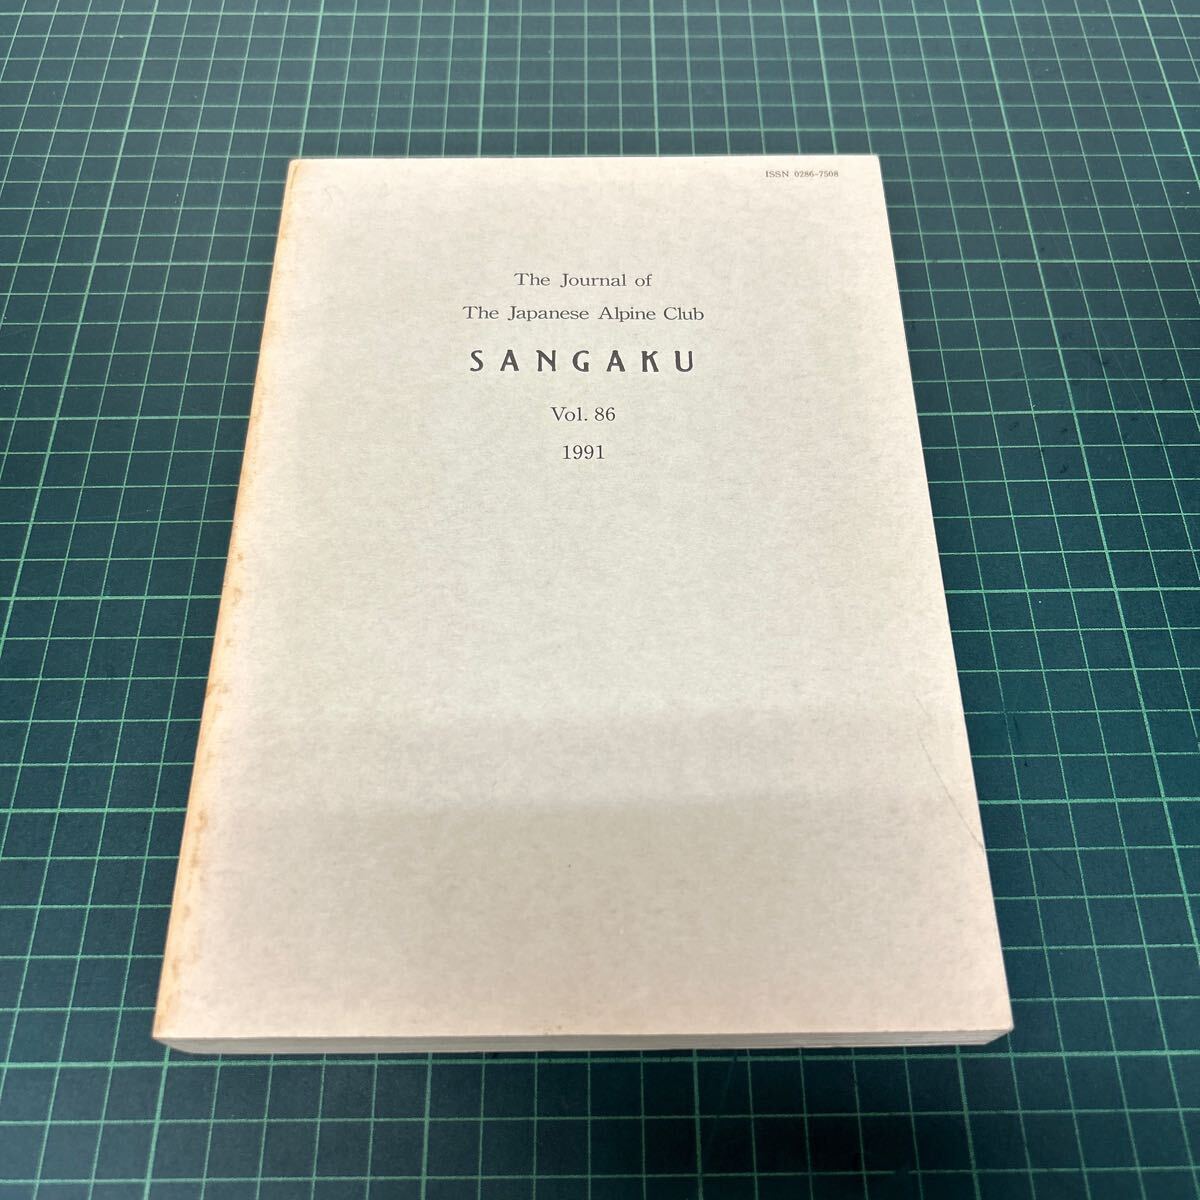 ISSN 0286-7508
The Journal of
The Japanese Alpine Club
SANGAKU
Vol. 86
1991